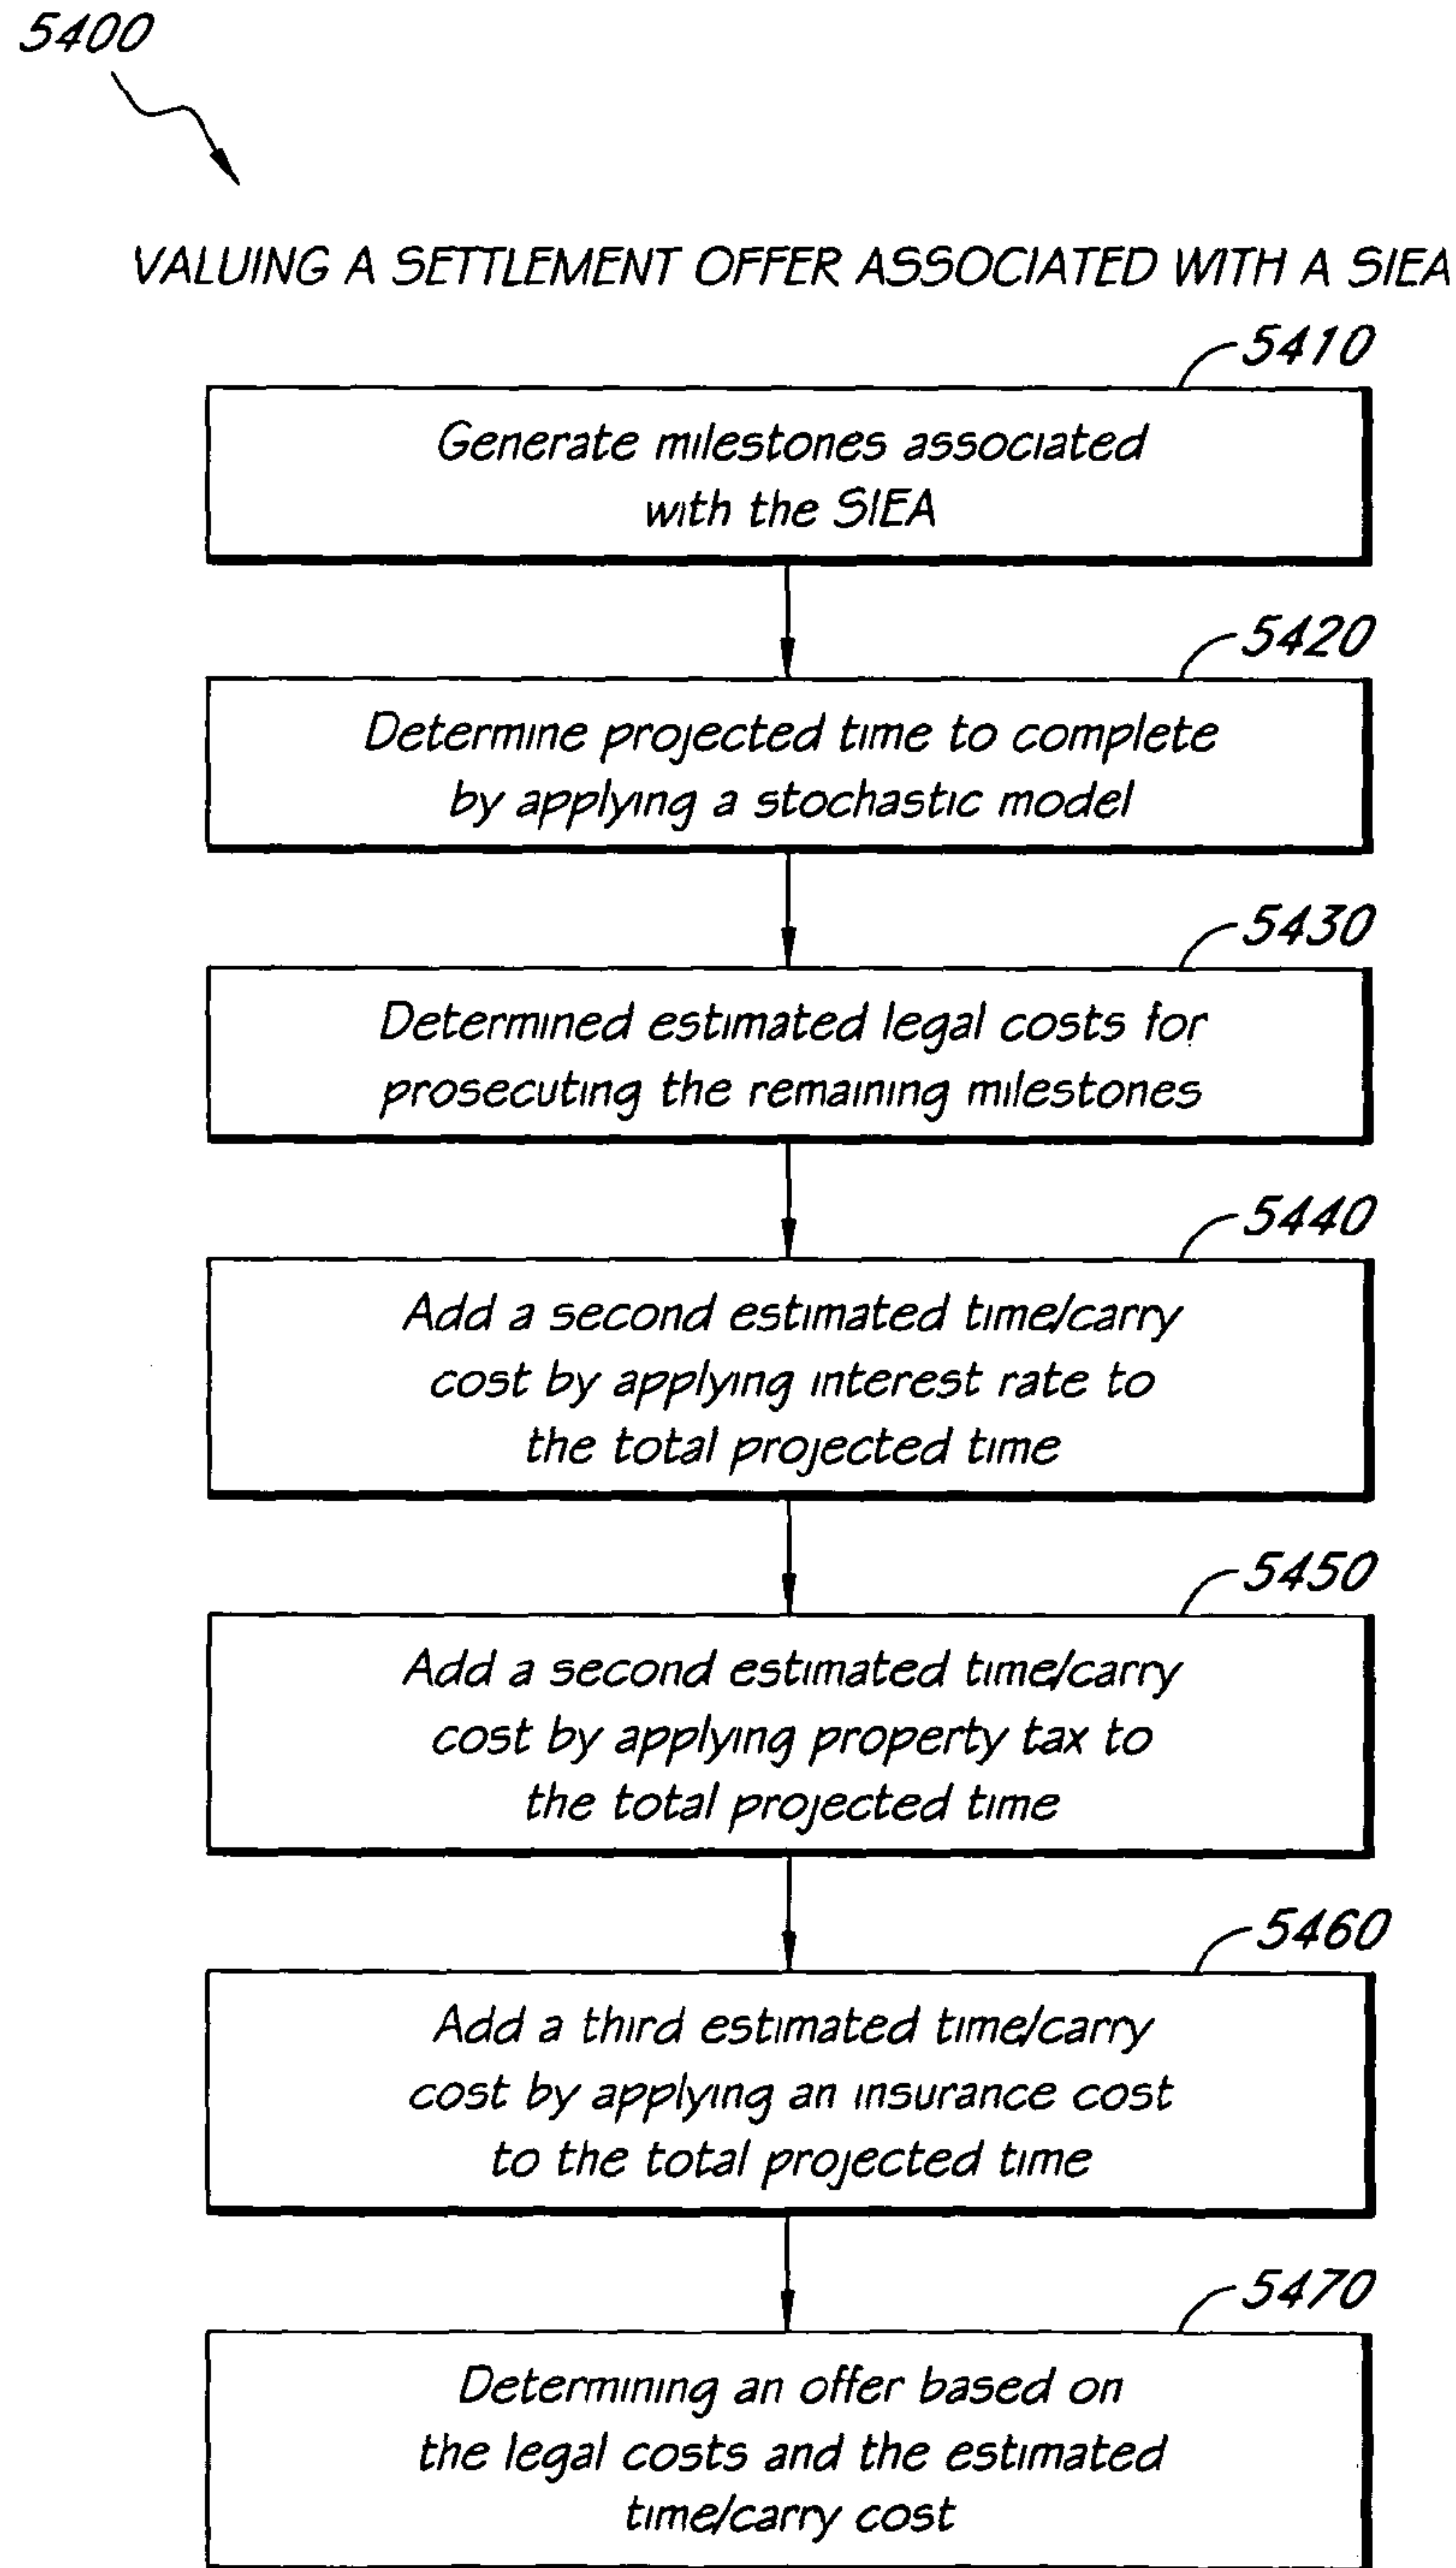 5400
VALUING A SETTLEMENT OFFER ASSOCIATED WITH A SIEA
5410
Generate milestones associated
with the SIEA
5420
Determine projected time to complete
by applying a stochastic model
5430
Determined estimated legal costs for
prosecuting the remaining milestones
5440
Add a second estimated time/carry
cost by applying interest rate to
the total projected time
5450
Add a second estimated time/carry
cost by applying property tax to
the total projected time
5460
Add a third estimated time/carry
cost by applying an insurance cost
to the total projected time
5470
Determining an offer based on
the legal costs and the estimated
time/carry cost